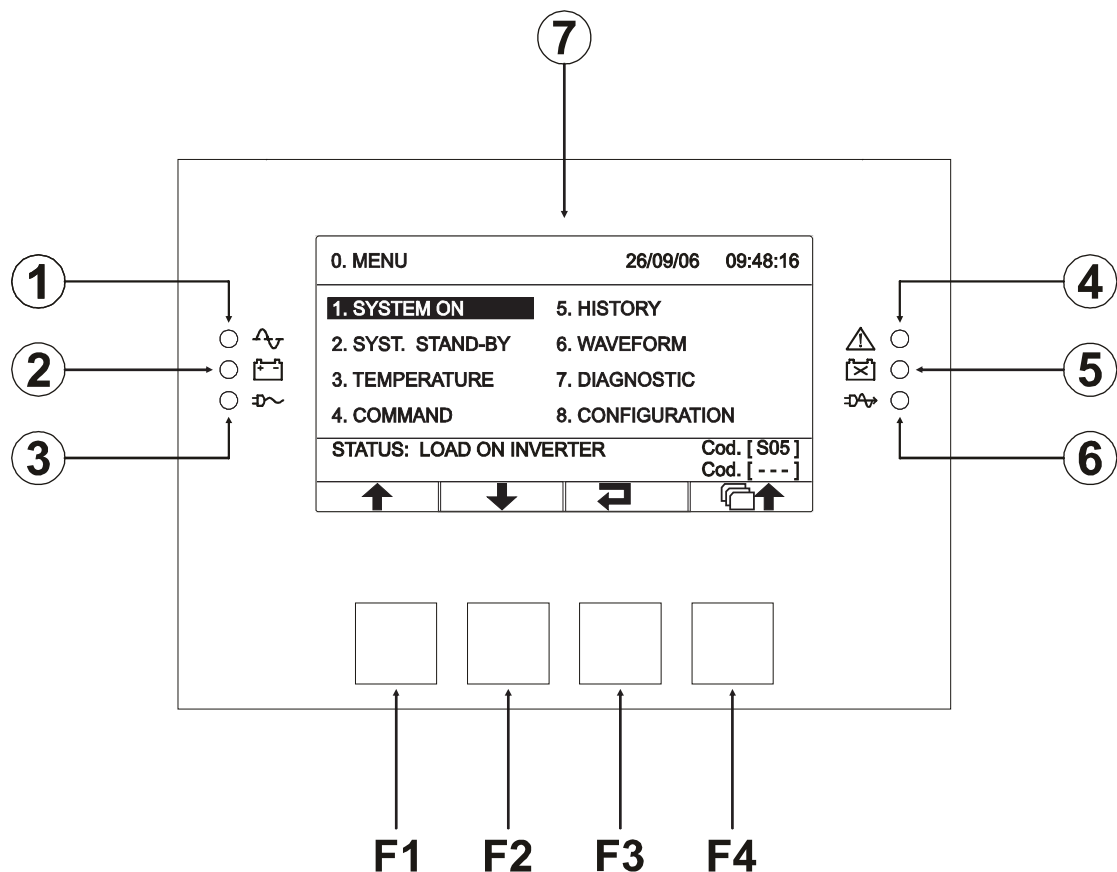 7
0. MENU 26/09/06 09:48:16
1. SYSTEM ON 5. HISTORY
2. SYST. STAND-BY 6. WAVEFORM
3. TEMPERATURE 7. DIAGNOSTIC
4. COMMAND 8. CONFIGURATION
STATUS: LOAD ON INVERTER Cod. [ S05 ]
Cod. [ - - - ]
1
2
3
4
5
6
F1 F2 F3 F4